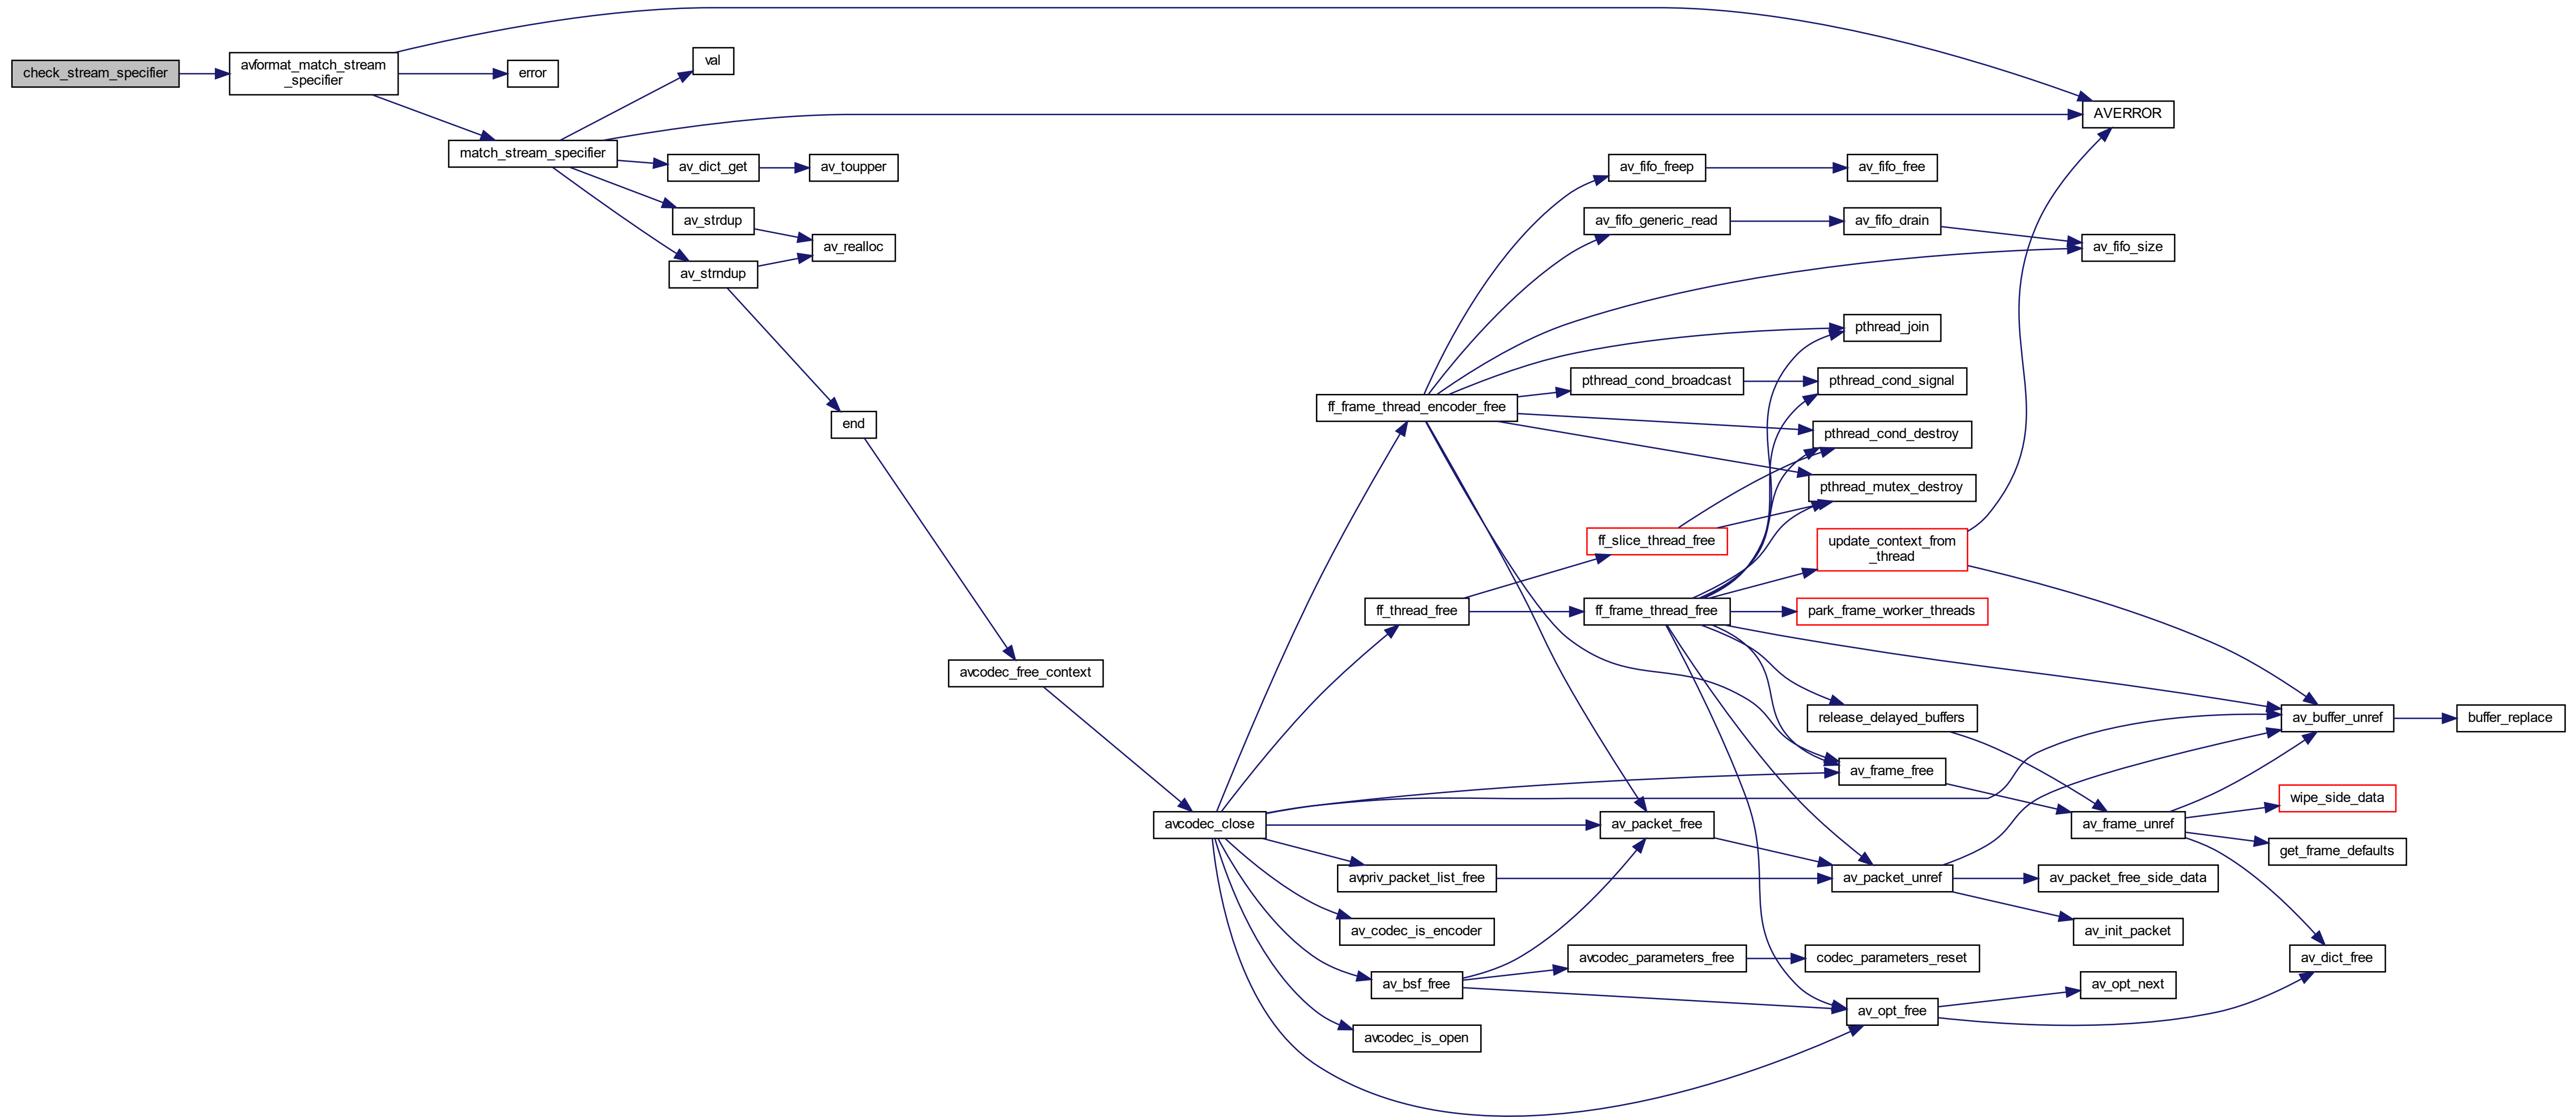 check_stream_specifier
avformat_match_stream
_specifier
error
match_stream_specifier
val
av_dict_get
av_toupper
av_strdup
av_realloc
av_strndup
end
avcodec_free_context
avcodec_close
ff_frame_thread_encoder_free
ff_thread_free
avpriv_packet_list_free
av_codec_is_encoder
av_bsf_free
avcodec_is_open
av_fifo_freep
av_fifo_free
av_fifo_generic_read
av_fifo_drain
av_fifo_size
AVERROR
pthread_join
pthread_cond_broadcast
pthread_cond_signal
pthread_cond_destroy
pthread_mutex_destroy
ff_slice_thread_free
update_context_from
_thread
ff_frame_thread_free
park_frame_worker_threads
release_delayed_buffers
av_buffer_unref
buffer_replace
av_frame_free
wipe_side_data
av_packet_free
av_frame_unref
get_frame_defaults
av_packet_unref
av_packet_free_side_data
av_init_packet
avcodec_parameters_free
codec_parameters_reset
av_dict_free
av_opt_next
av_opt_free